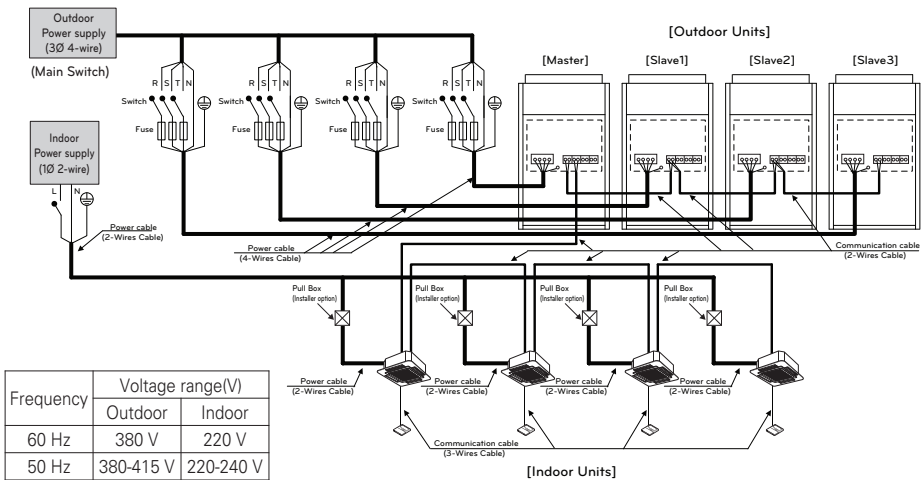 Outdoor
Power supply
(3Ø 4-wire)
(Main Switch)
[Outdoor Units]
[Master]
[Slave1]
[Slave2]
[Slave3]
R S T N
R S T N
R S T N
R S T N
Switch
Switch
Switch
Switch
Fuse
Fuse
Fuse
Fuse
Indoor
Power supply
(1Ø 2-wire)
L N
Power cable
(2-Wires Cable)
Power cable
(4-Wires Cable)
Communication cable
(2-Wires Cable)
Pull Box
(Installer option)
Pull Box
(Installer option)
Pull Box
(Installer option)
Pull Box
(Installer option)
Power cable
(2-Wires Cable)
Power cable
(2-Wires Cable)
Power cable
(2-Wires Cable)
Power cable
(2-Wires Cable)
Communication cable
(3-Wires Cable)
[Indoor Units]
Frequency Voltage range(V)
Outdoor Indoor
60 Hz 380 V 220 V
50 Hz 380-415 V 220-240 V